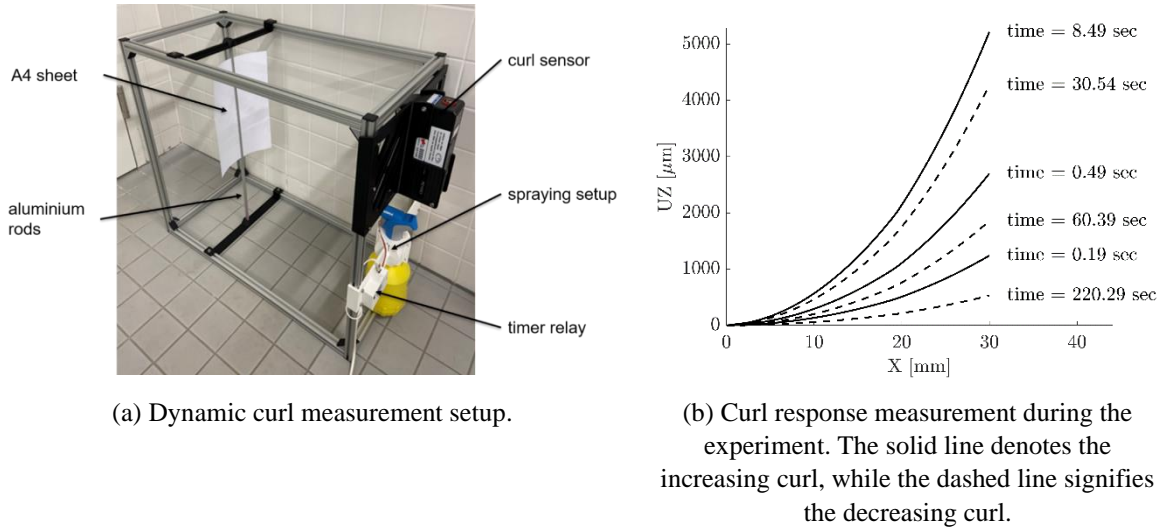 A4 sheet
aluminium
rods
curl sensor
spraying setup
timer relay
(a) Dynamic curl measurement setup.
UZ [μm]
5000
4000
3000
2000
1000
0
0
10
20
30
40
X [mm]
time = 8.49 sec
time = 30.54 sec
time = 0.49 sec
time = 60.39 sec
time = 0.19 sec
time = 220.29 sec
(b) Curl response measurement during the
experiment. The solid line denotes the
increasing curl, while the dashed line signifies
the decreasing curl.